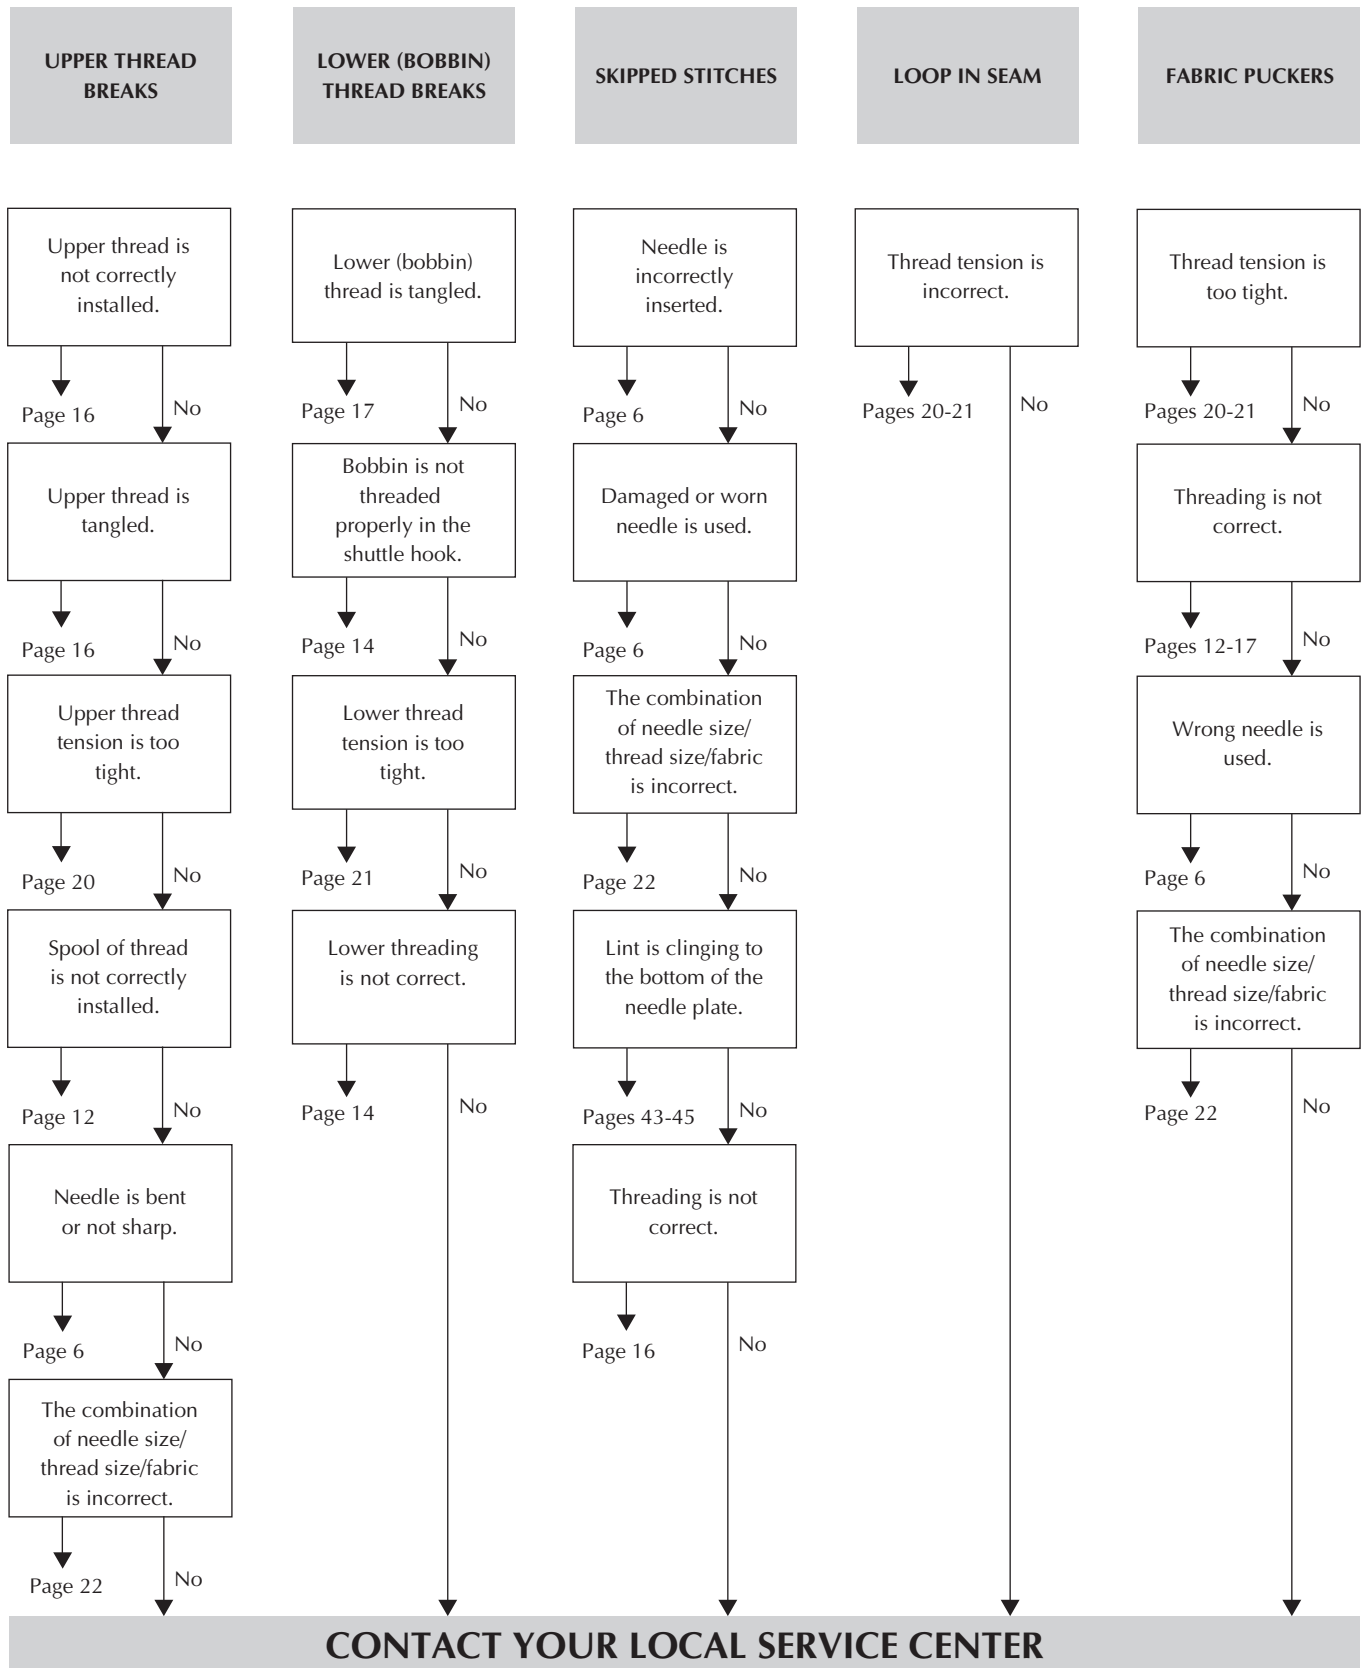 UPPER THREAD
BREAKS
LOWER (BOBBIN)
THREAD BREAKS
SKIPPED STITCHES
LOOP IN SEAM
FABRIC PUCKERS
Upper thread is
not correctly
installed.
Page 16
No
Upper thread is
tangled.
Page 16
No
Upper thread
tension is too
tight.
Page 20
No
Spool of thread
is not correctly
installed.
Page 12
No
Needle is bent
or not sharp.
Page 6
No
The combination
of needle size/
thread size/fabric
is incorrect.
Page 22
No
Lower (bobbin)
thread is tangled.
Page 17
No
Bobbin is not
threaded
properly in the
shuttle hook.
Page 14
No
Lower thread
tension is too
tight.
Page 21
No
Lower threading
is not correct.
Page 14
No
Needle is
incorrectly
inserted.
Page 6
No
Damaged or worn
needle is used.
Page 6
No
The combination
of needle size/
thread size/fabric
is incorrect.
Page 22
No
Lint is clinging to
the bottom of the
needle plate.
Pages 43-45
No
Threading is not
correct.
Page 16
No
Thread tension is
incorrect.
Pages 20-21
No
Thread tension is
too tight.
Pages 20-21
No
Threading is not
correct.
Pages 12-17
No
Wrong needle is
used.
Page 6
No
The combination
of needle size/
thread size/fabric
is incorrect.
Page 22
No
CONTACT YOUR LOCAL SERVICE CENTER